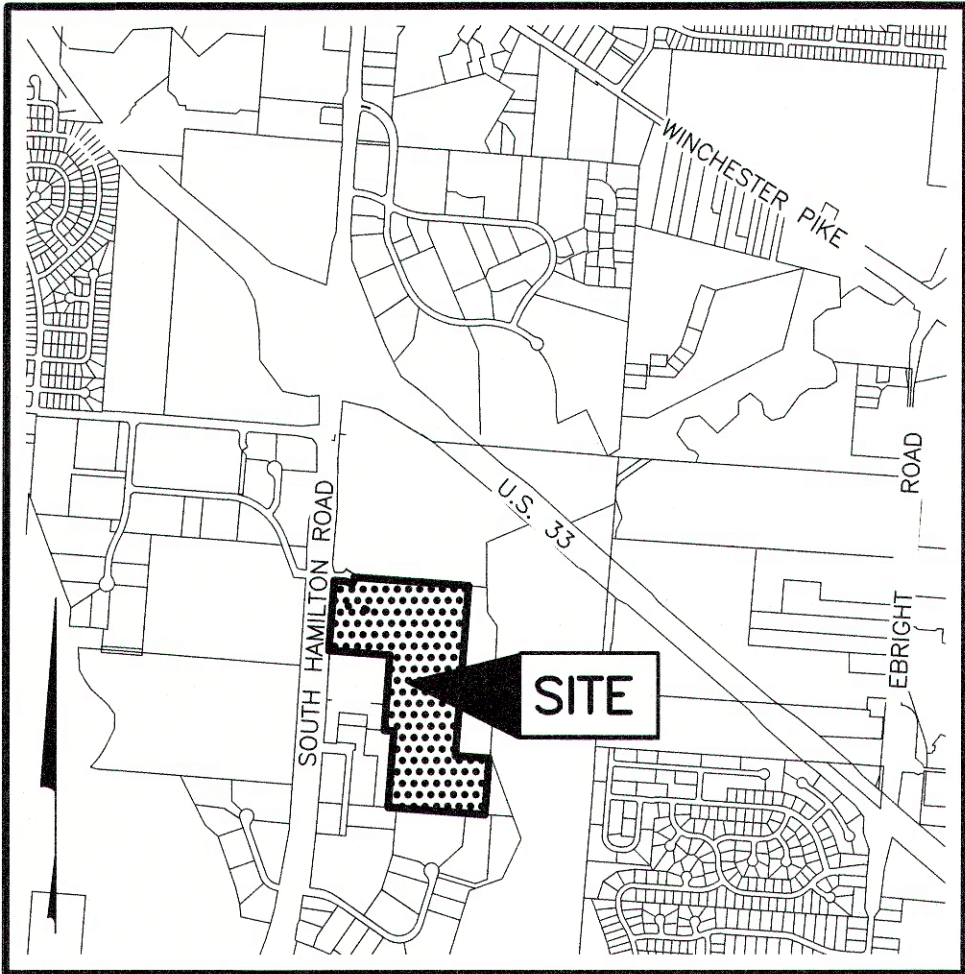 WINCHESTER PIKE
U.S. 33
ROAD
EBRIGHT
SOUTH HAMILTON ROAD
SITE